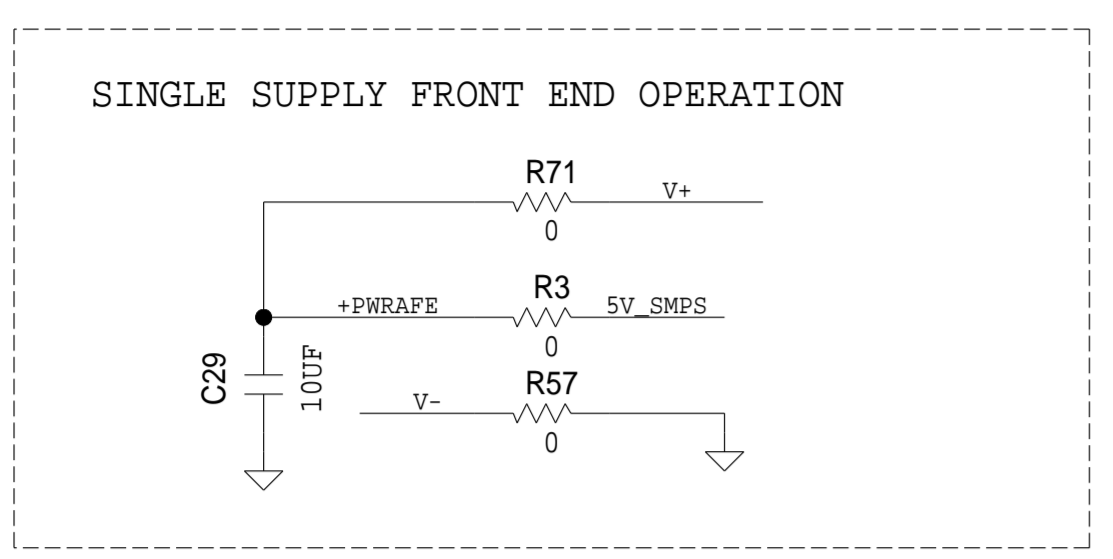 SINGLE SUPPLY FRONT END OPERATION
R71
V+
0
R3
+PWRAFE
5V_SMPS
0
C29
10UF
R57
V-
0